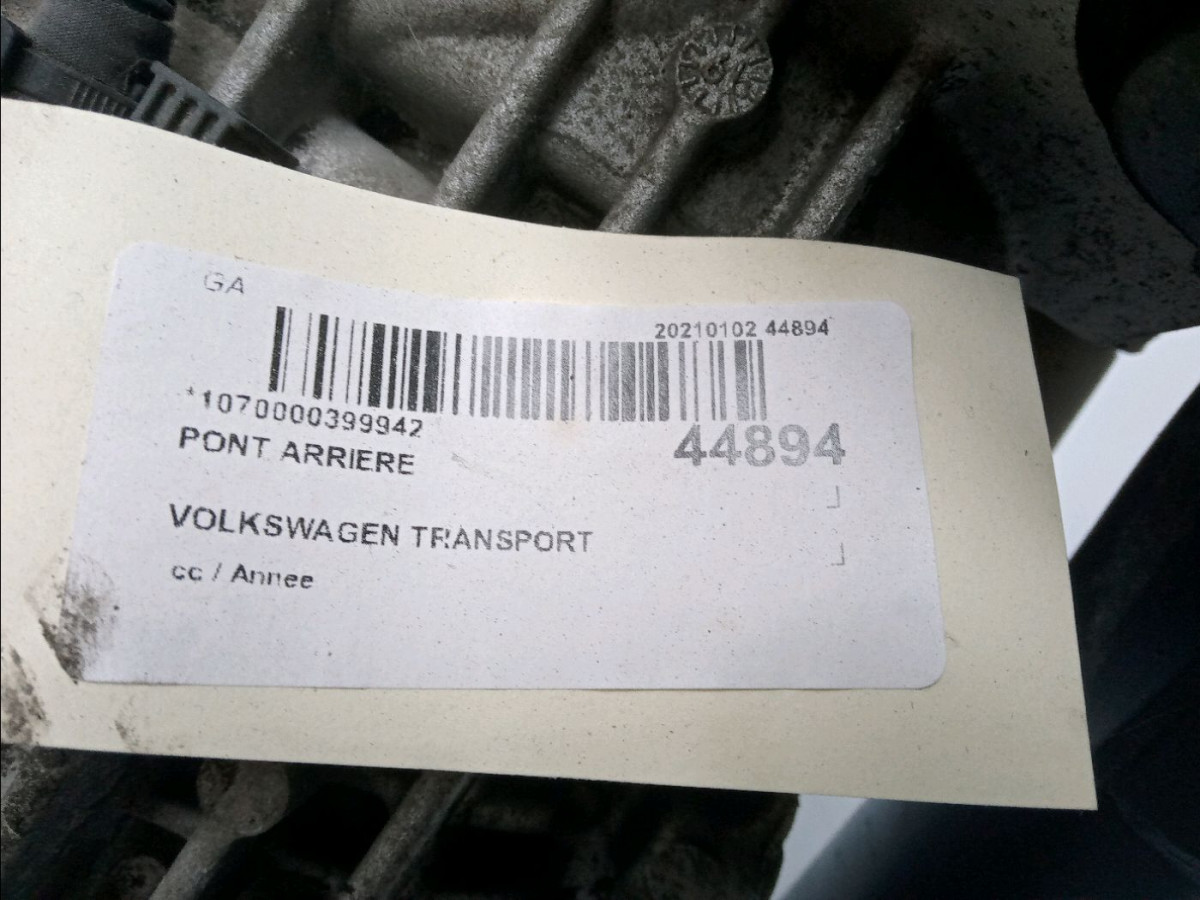 GA
20210102 44894
*1070000399942
44894
PONT ARRIERE
VOLKSWAGEN TRANSPORT
cc / Annee